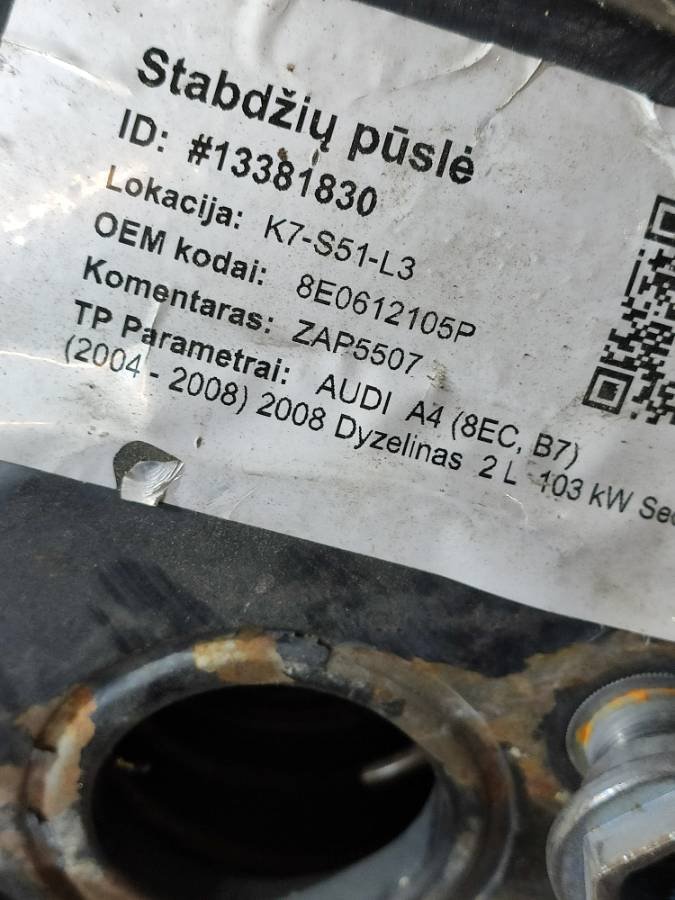 Stabdžių pūslė
ID: #13381830
Lokacija: K7-S51-L3
OEM kodai: 8E0612105P
Komentaras: ZAP5507
TP Parametrai: AUDI A4 (8EC, B7)
(2004 - 2008) 2008 Dyzelinas 2 L 103 kW